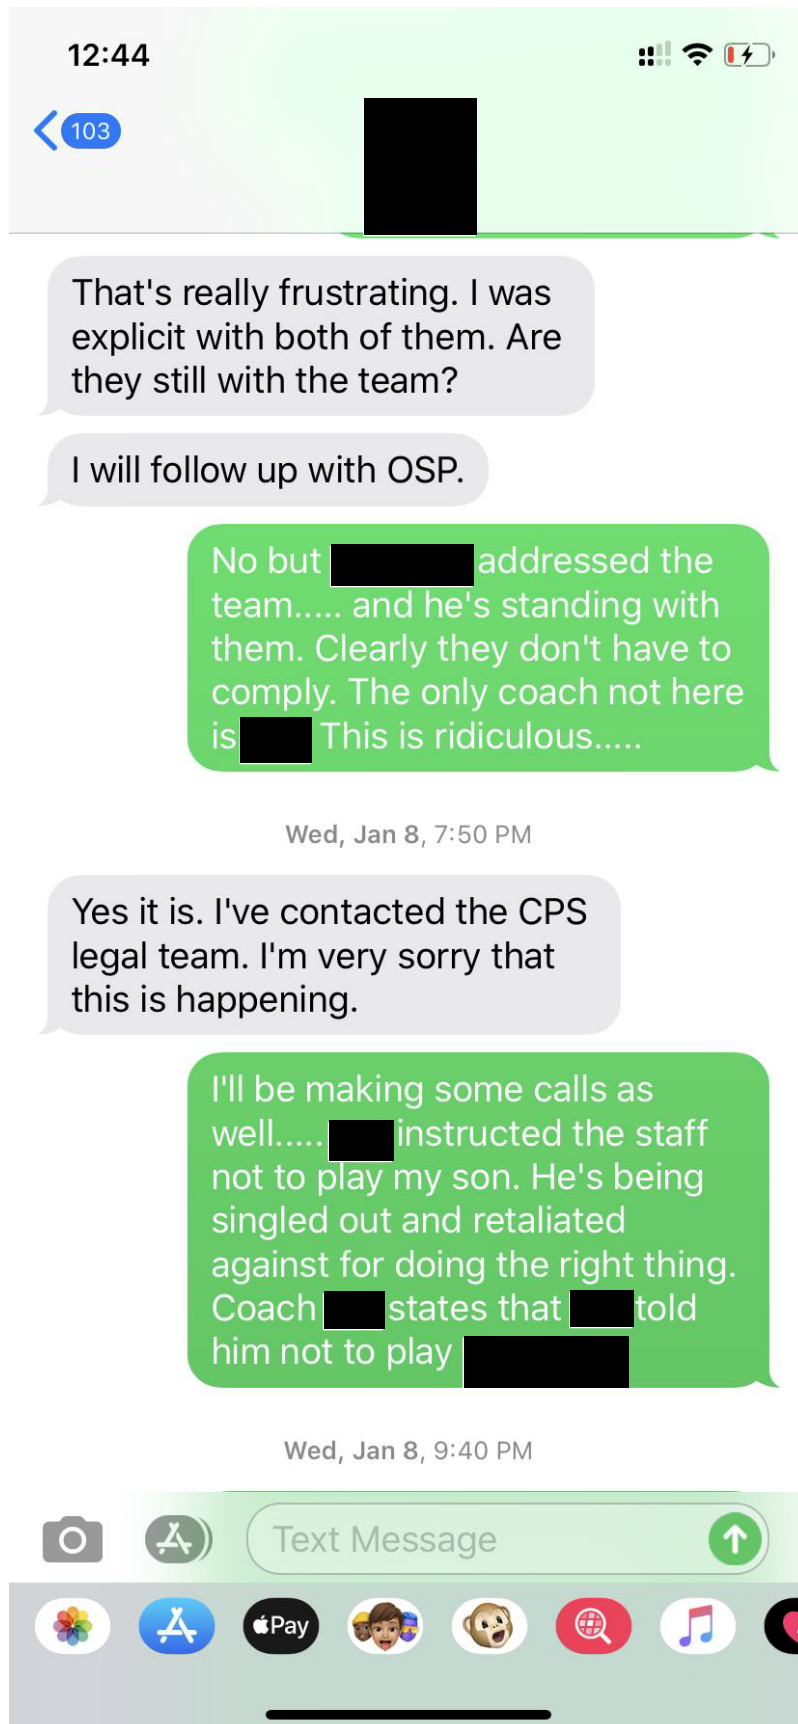 12:44
103
That's really frustrating. I was
explicit with both of them. Are
they still with the team?
I will follow up with OSP.
No but addressed the
team..... and he's standing with
them. Clearly they don't have to
comply. The only coach not here
is This is ridiculous.....
Wed, Jan 8, 7:50 PM
Yes it is. I've contacted the CPS
legal team. I'm very sorry that
this is happening.
I'll be making some calls as
well..... instructed the staff
not to play my son. He's being
singled out and retaliated
against for doing the right thing.
Coach states that told
him not to play
Wed, Jan 8, 9:40 PM
Text Message
Pay